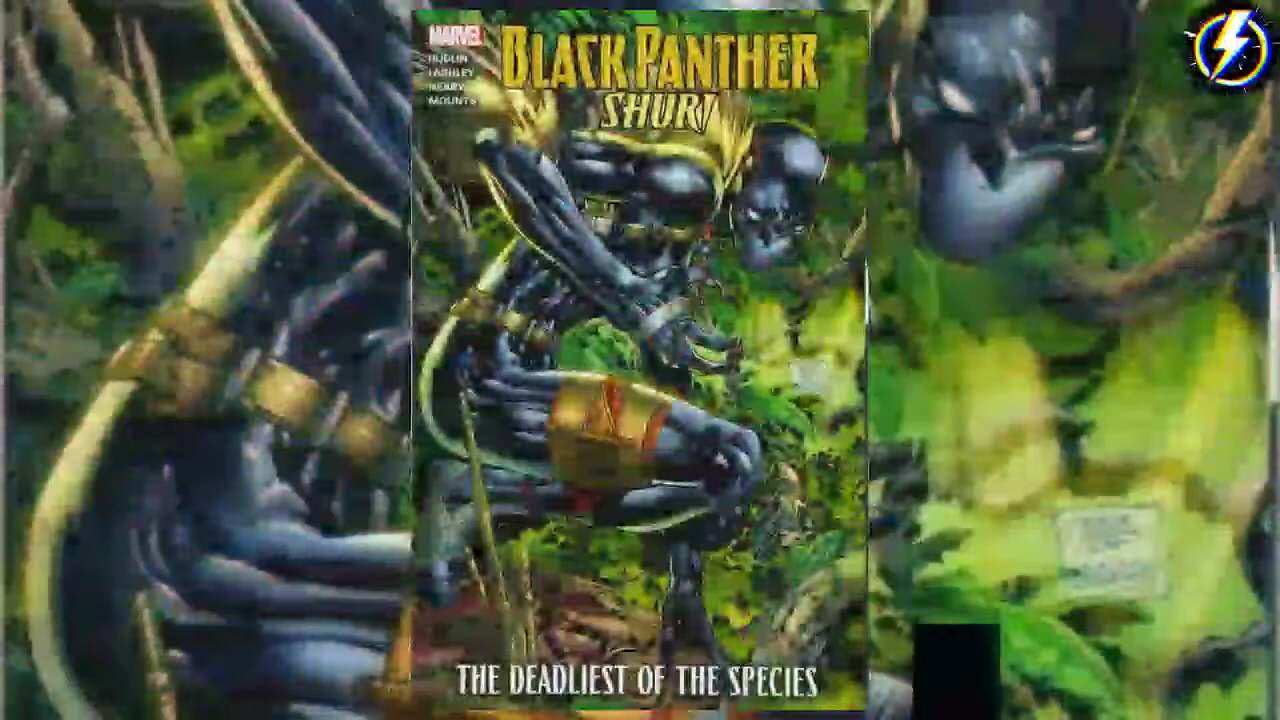 MARVEL
BLACK PANTHER
SHURI
HUDLIN
LASHLEY
NEARY
MOUNTS
THE DEADLIEST OF THE SPECIES